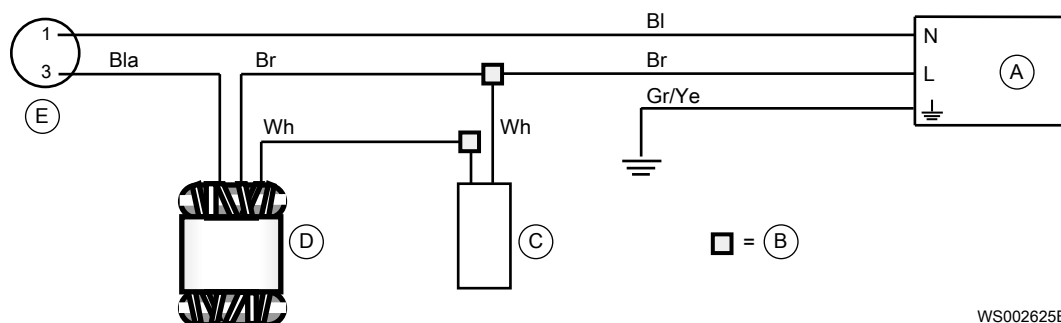 1 Bl N
3 Bla Br Br L A
E Gr/Ye
Wh Wh
D C = B
WS002625B